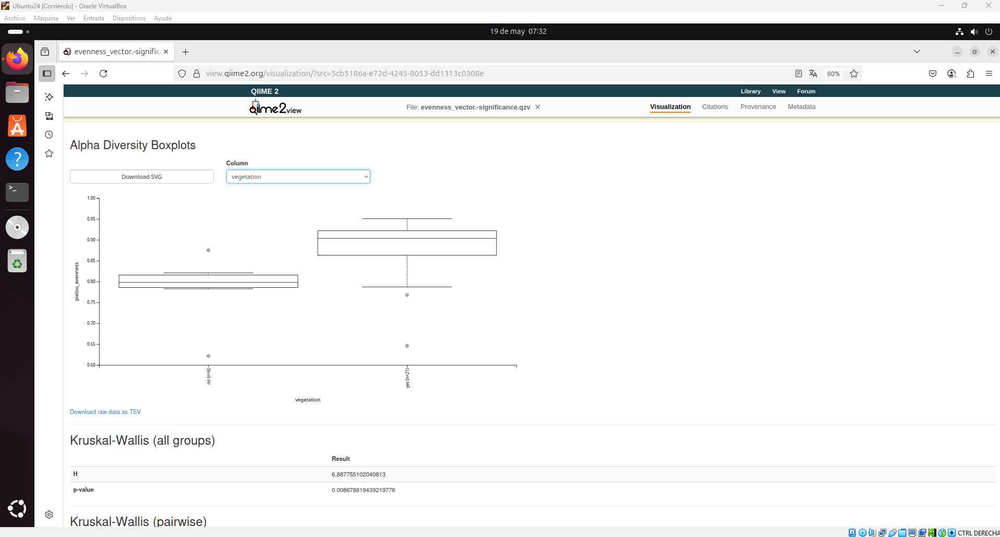 Ubuntu24 [Corriendo] - Oracle VirtualBox
Archivo Máquina Ver Entrada Dispositivos Ayuda
19 de may 07:32
evenness_vector.-signific
view.qiime2.org/visualization/?src=5cb5186a-e72d-4245-8053-dd1313c0308e
80%
QIIME 2 Library View Forum
qiime2view File: evenness_vector.-significance.qzv Visualization Citations Provenance Metadata
Alpha Diversity Boxplots
Column
Download SVG vegetation
1.00
0.95
0.90
0.85
0.80
0.75
0.70
0.65
0.60
pielou_evenness
no (n=6)
yes (n=21)
vegetation
Download raw data as TSV
Kruskal-Wallis (all groups)
Result
H 6.887755102040813
p-value 0.008678819439219778
Kruskal-Wallis (pairwise)
CTRL DERECHA